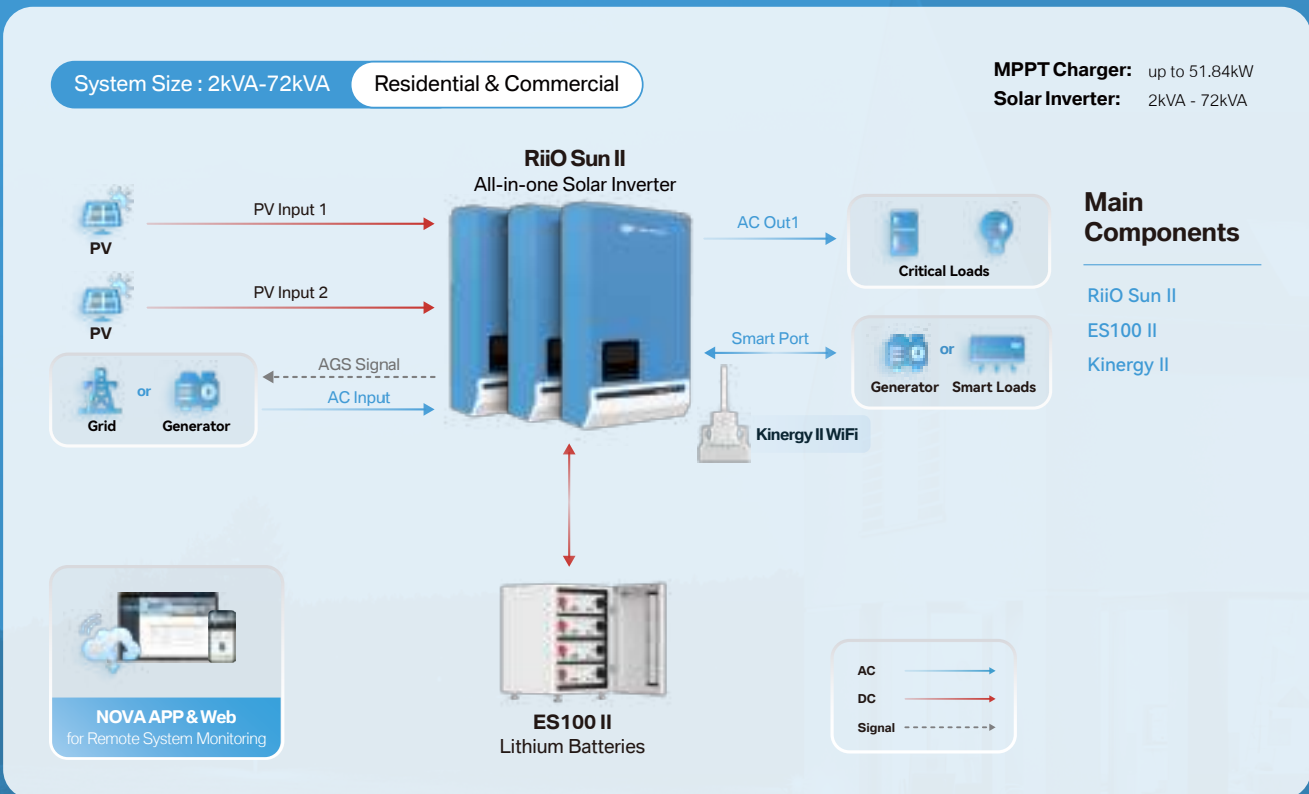 System Size : 2kVA-72kVA
Residential & Commercial
MPPT Charger: up to 51.84kW
Solar Inverter: 2kVA - 72kVA
RiiO Sun II
All-in-one Solar Inverter
PV Input 1
PV
PV Input 2
PV
AGS Signal
AC Input
Grid
or
Generator
AC Out1
Critical Loads
Smart Port
Generator
or
Smart Loads
Kinergy II WiFi
Main
Components
RiiO Sun II
ES100 II
Kinergy II
NOVA APP & Web
for Remote System Monitoring
ES100 II
Lithium Batteries
AC
DC
Signal